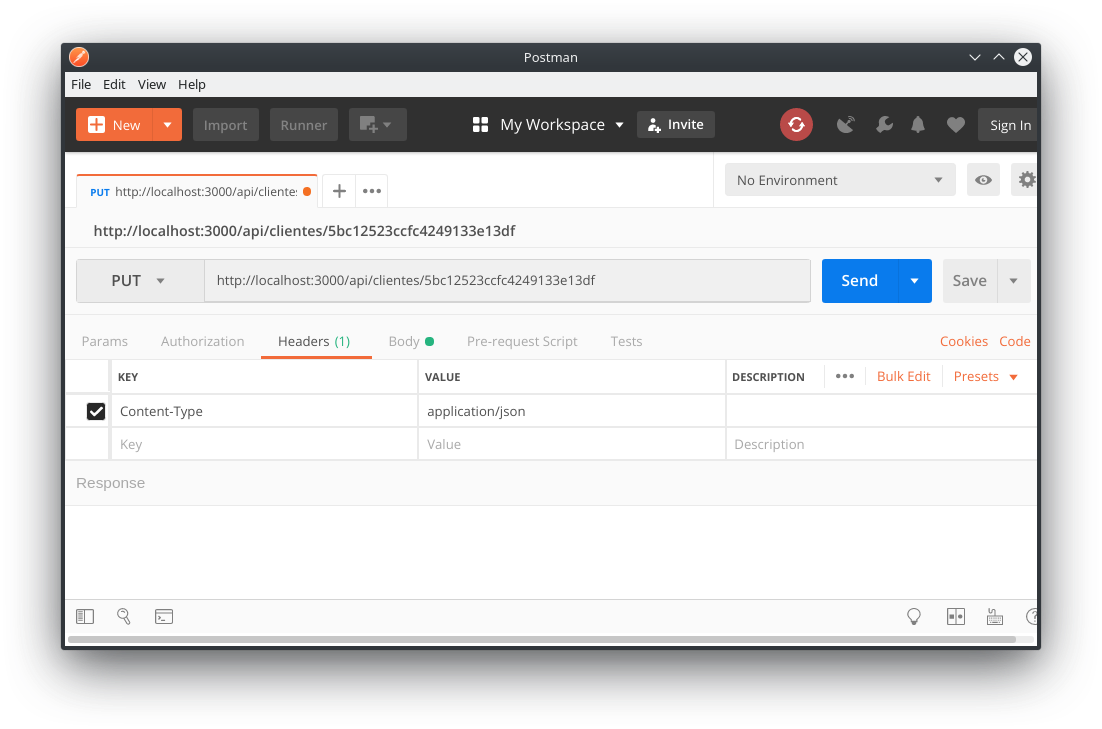 Postman
File Edit View Help
New Import Runner My Workspace Invite Sign In
PUT http://localhost:3000/api/clientes No Environment
http://localhost:3000/api/clientes/5bc12523ccfc4249133e13df
PUT http://localhost:3000/api/clientes/5bc12523ccfc4249133e13df Send Save
Params Authorization Headers (1) Body Pre-request Script Tests Cookies Code
KEY VALUE DESCRIPTION Bulk Edit Presets
Content-Type application/json
Key Value Description
Response